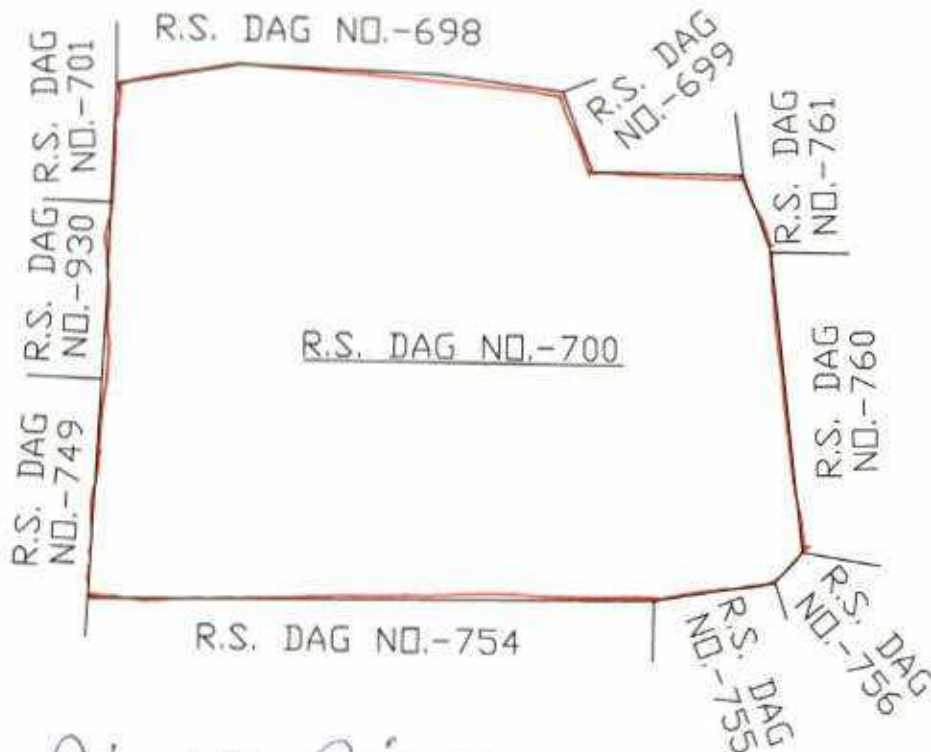 R.S. DAG NO.-698
R.S. DAG
NO.-699
R.S. DAG
NO.-701
R.S. DAG
NO.-761
R.S. DAG
NO.-930
R.S. DAG NO.-700
R.S. DAG
NO.-760
R.S. DAG
NO.-749
R.S. DAG NO.-754
R.S. DAG
NO.-755
R.S. DAG
NO.-756